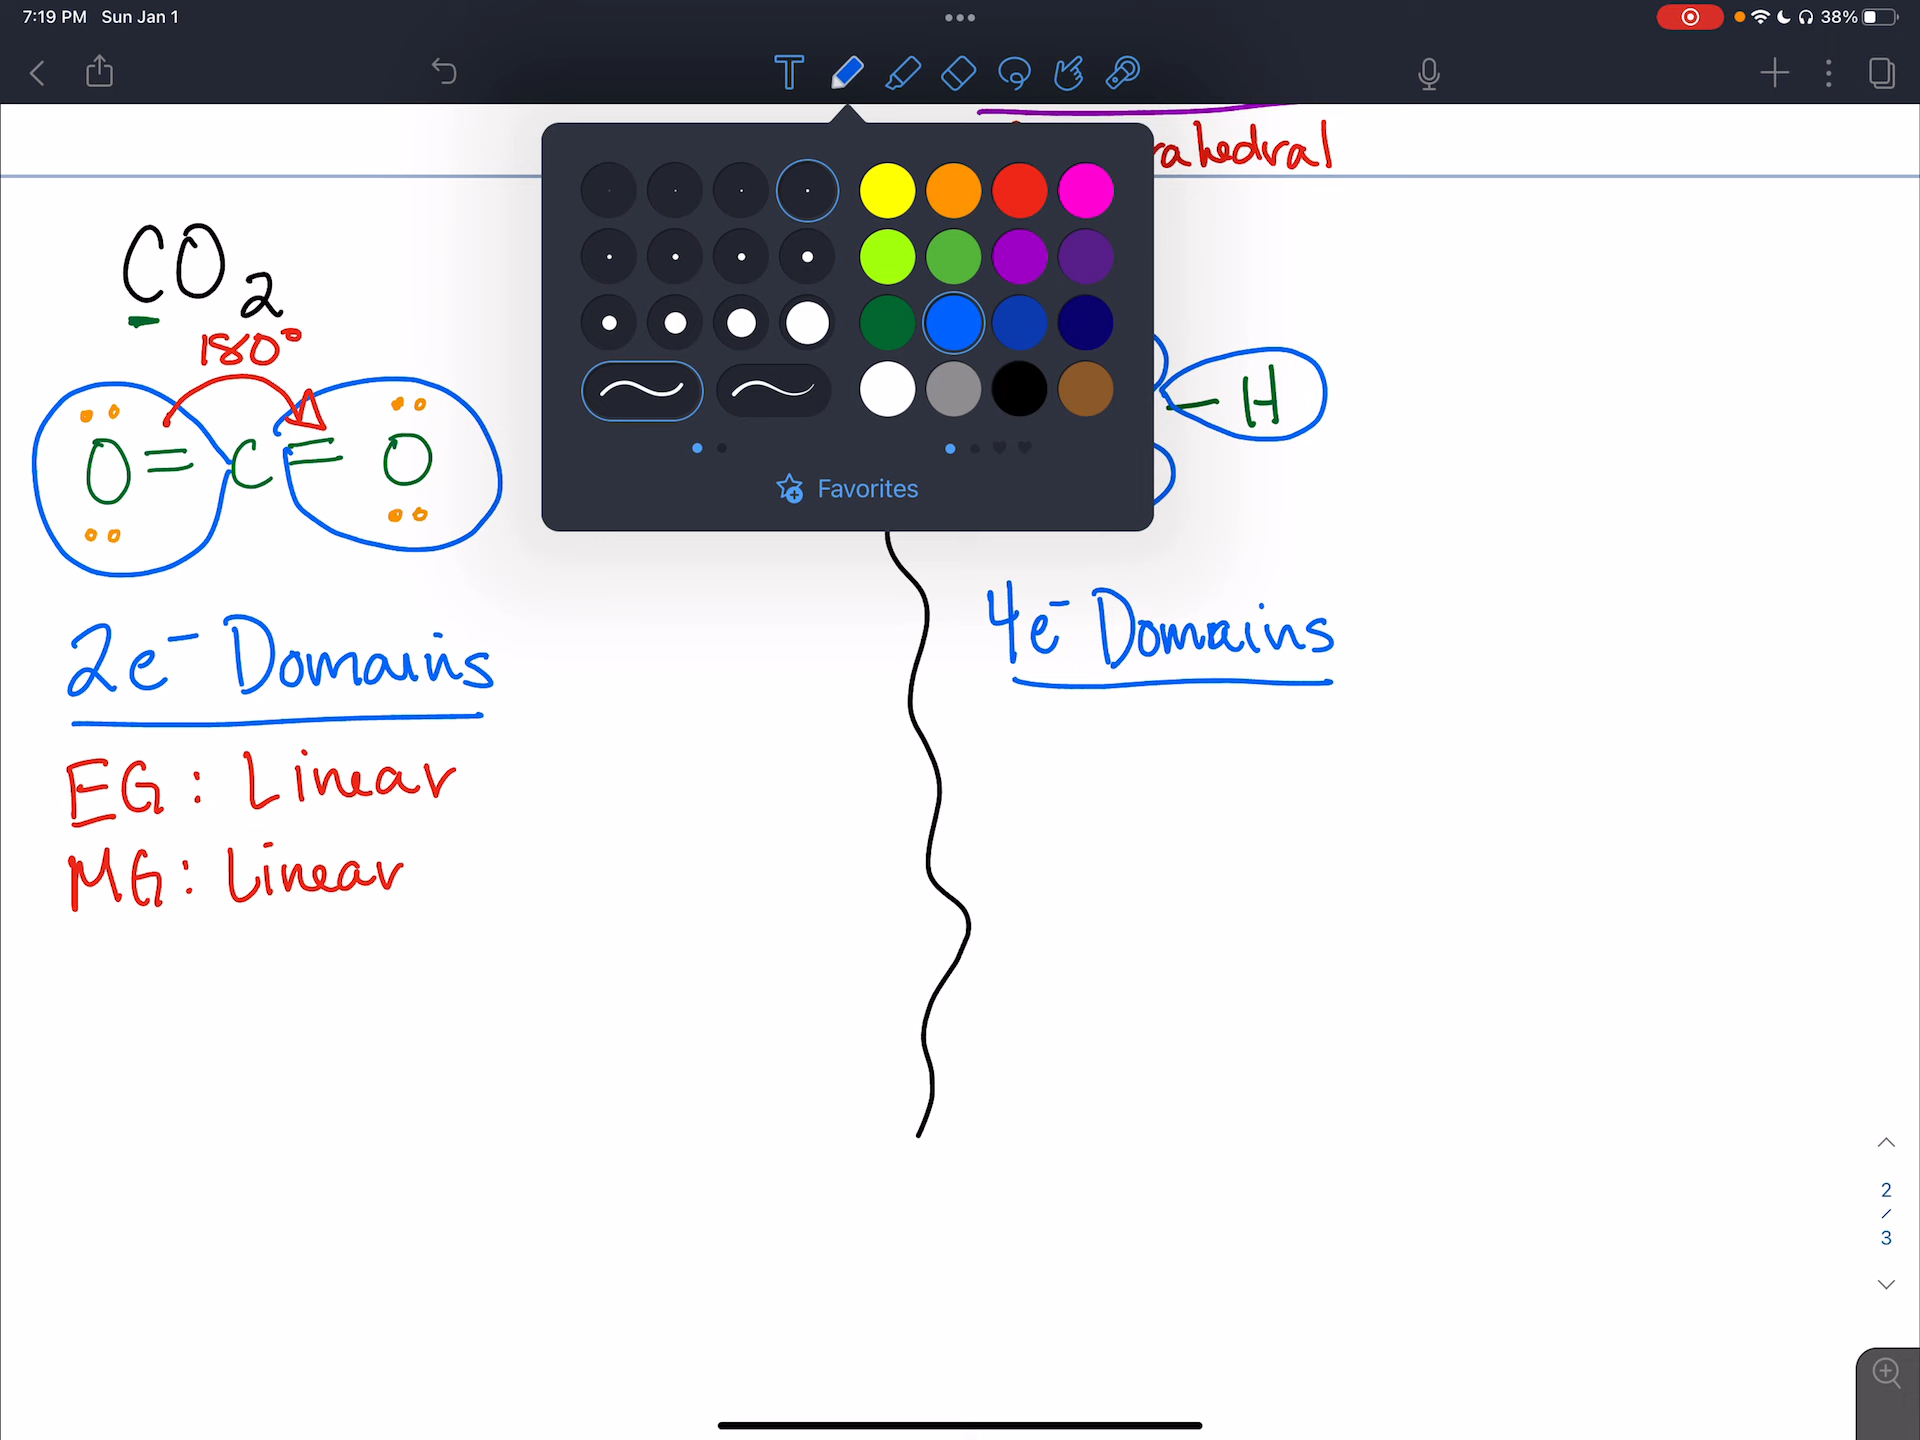 7:19 PM Sun Jan 1
38%
T
rahedral
CO2
180°
O = C = O
– H
Favorites
2e⁻ Domains
4e⁻ Domains
EG: Linear
MG: Linear
2
/
3